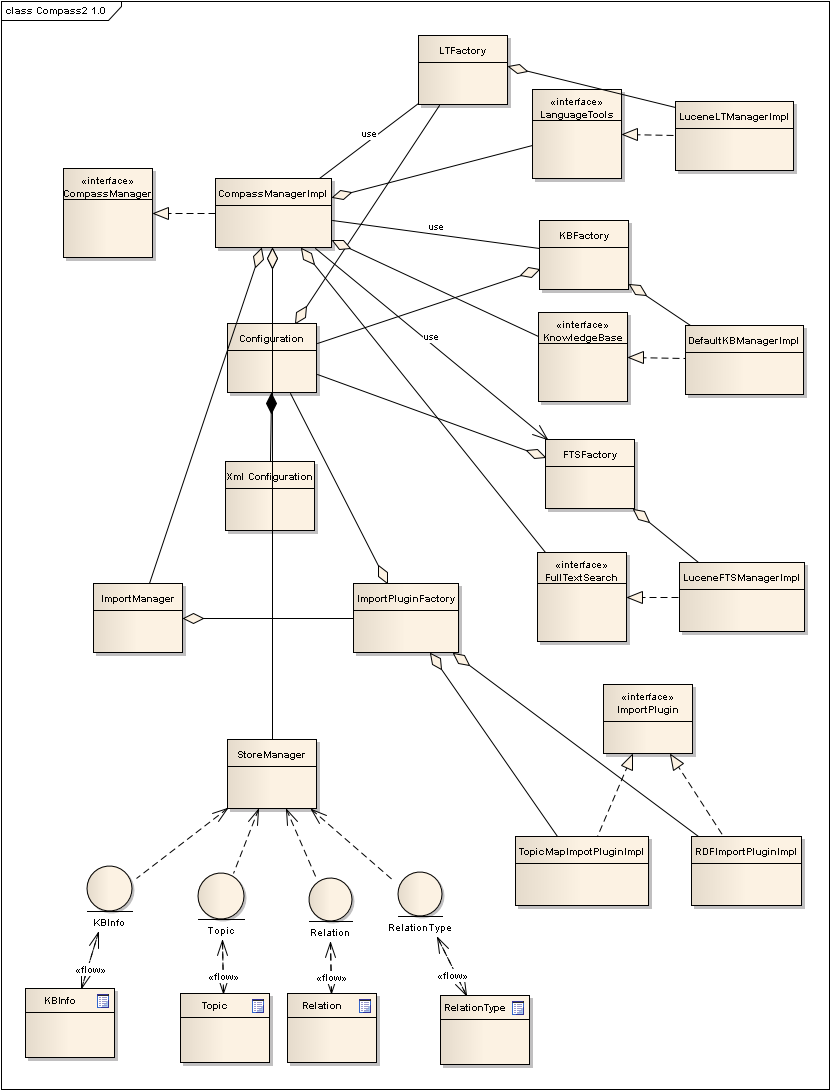 class Compass2 1.0
LTFactory
«interface»
LanguageTools
LuceneLTManagerImpl
use
«interface»
CompassManager
CompassManagerImpl
use
KBFactory
«interface»
KnowledgeBase
DefaultKBManagerImpl
Configuration
use
FTSFactory
Xml Configuration
«interface»
FullTextSearch
LuceneFTSManagerImpl
ImportManager
ImportPluginFactory
«interface»
ImportPlugin
StoreManager
TopicMapImpotPluginImpl
RDFImportPluginImpl
KBInfo
Topic
Relation
RelationType
«flow»
«flow»
«flow»
«flow»
KBInfo
Topic
Relation
RelationType